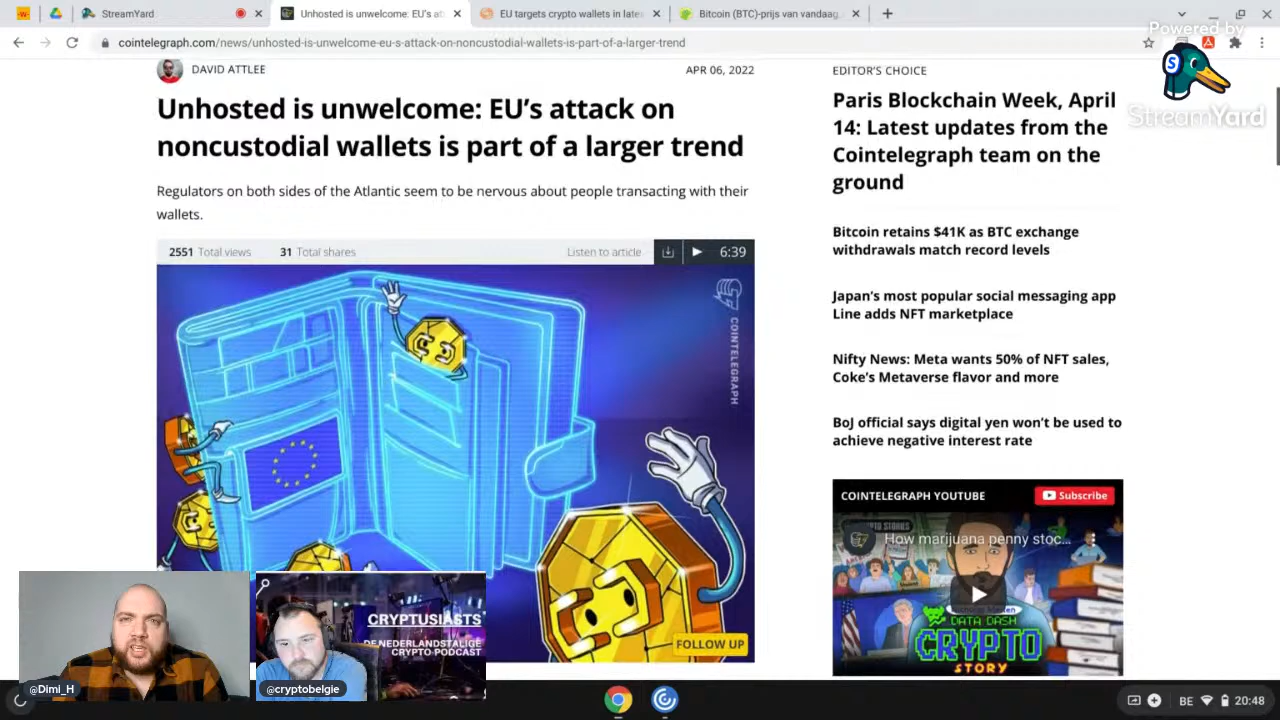 StreamYard
Unhosted is unwelcome: EU's at
EU targets crypto wallets in late
Bitcoin (BTC)-prijs van vandaag,
cointelegraph.com/news/unhosted-is-unwelcome-eu-s-attack-on-noncustodial-wallets-is-part-of-a-larger-trend
Powered by
StreamYard
DAVID ATTLEE
APR 06, 2022
Unhosted is unwelcome: EU's attack on
noncustodial wallets is part of a larger trend
Regulators on both sides of the Atlantic seem to be nervous about people transacting with their
wallets.
2551 Total views
31 Total shares
Listen to article
6:39
COINTELEGRAPH
FOLLOW UP
EDITOR'S CHOICE
Paris Blockchain Week, April
14: Latest updates from the
Cointelegraph team on the
ground
Bitcoin retains $41K as BTC exchange
withdrawals match record levels
Japan's most popular social messaging app
Line adds NFT marketplace
Nifty News: Meta wants 50% of NFT sales,
Coke's Metaverse flavor and more
BoJ official says digital yen won't be used to
achieve negative interest rate
COINTELEGRAPH YOUTUBE
Subscribe
How marijuana penny stoc...
DATA DASH
CRYPTO
STORY
CRYPTUSIASTS
DE NEDERLANDSTALIGE
CRYPTO PODCAST
@Dimi_H
@cryptobelgie
BE
20:48